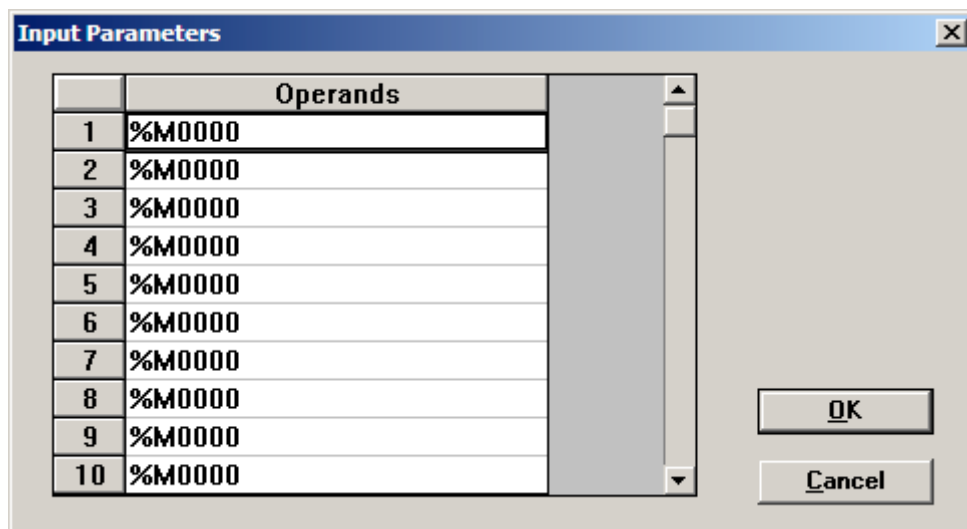 Input Parameters
Operands
1 %M0000
2 %M0000
3 %M0000
4 %M0000
5 %M0000
6 %M0000
7 %M0000
8 %M0000
9 %M0000
10 %M0000
OK
Cancel